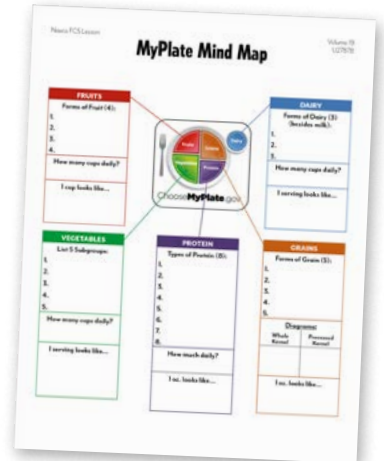 Nasco FCS Lesson
Volume 19
MyPlate Mind Map
FRUITS
Forms of Fruit (4):
1.
2.
3.
4.
How many cups daily?
1 cup looks like...
DAIRY
Forms of Dairy (3)
(besides milk):
1.
2.
3.
How many cups daily?
1 serving looks like...
Fruits
Grains
Vegetables
Protein
Dairy
ChooseMyPlate.gov
VEGETABLES
List 5 Subgroups:
1.
2.
3.
4.
5.
How many cups daily?
1 serving looks like...
PROTEIN
Types of Protein (8):
1.
2.
3.
4.
5.
6.
7.
8.
How much daily?
1 oz. looks like...
GRAINS
Forms of Grain (5):
1.
2.
3.
4.
5.
Diagrams:
Whole Kernel
Processed Kernel
1 oz. looks like...